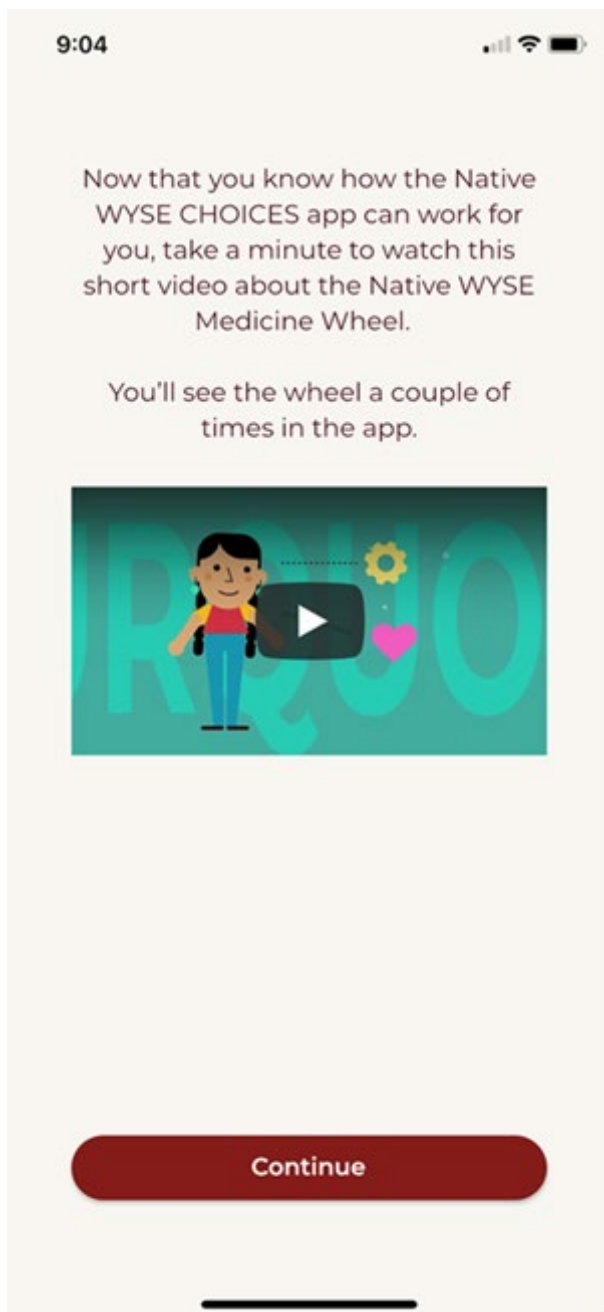 9:04
Now that you know how the Native
WYSE CHOICES app can work for
you, take a minute to watch this
short video about the Native WYSE
Medicine Wheel.
You'll see the wheel a couple of
times in the app.
RQUO
Continue